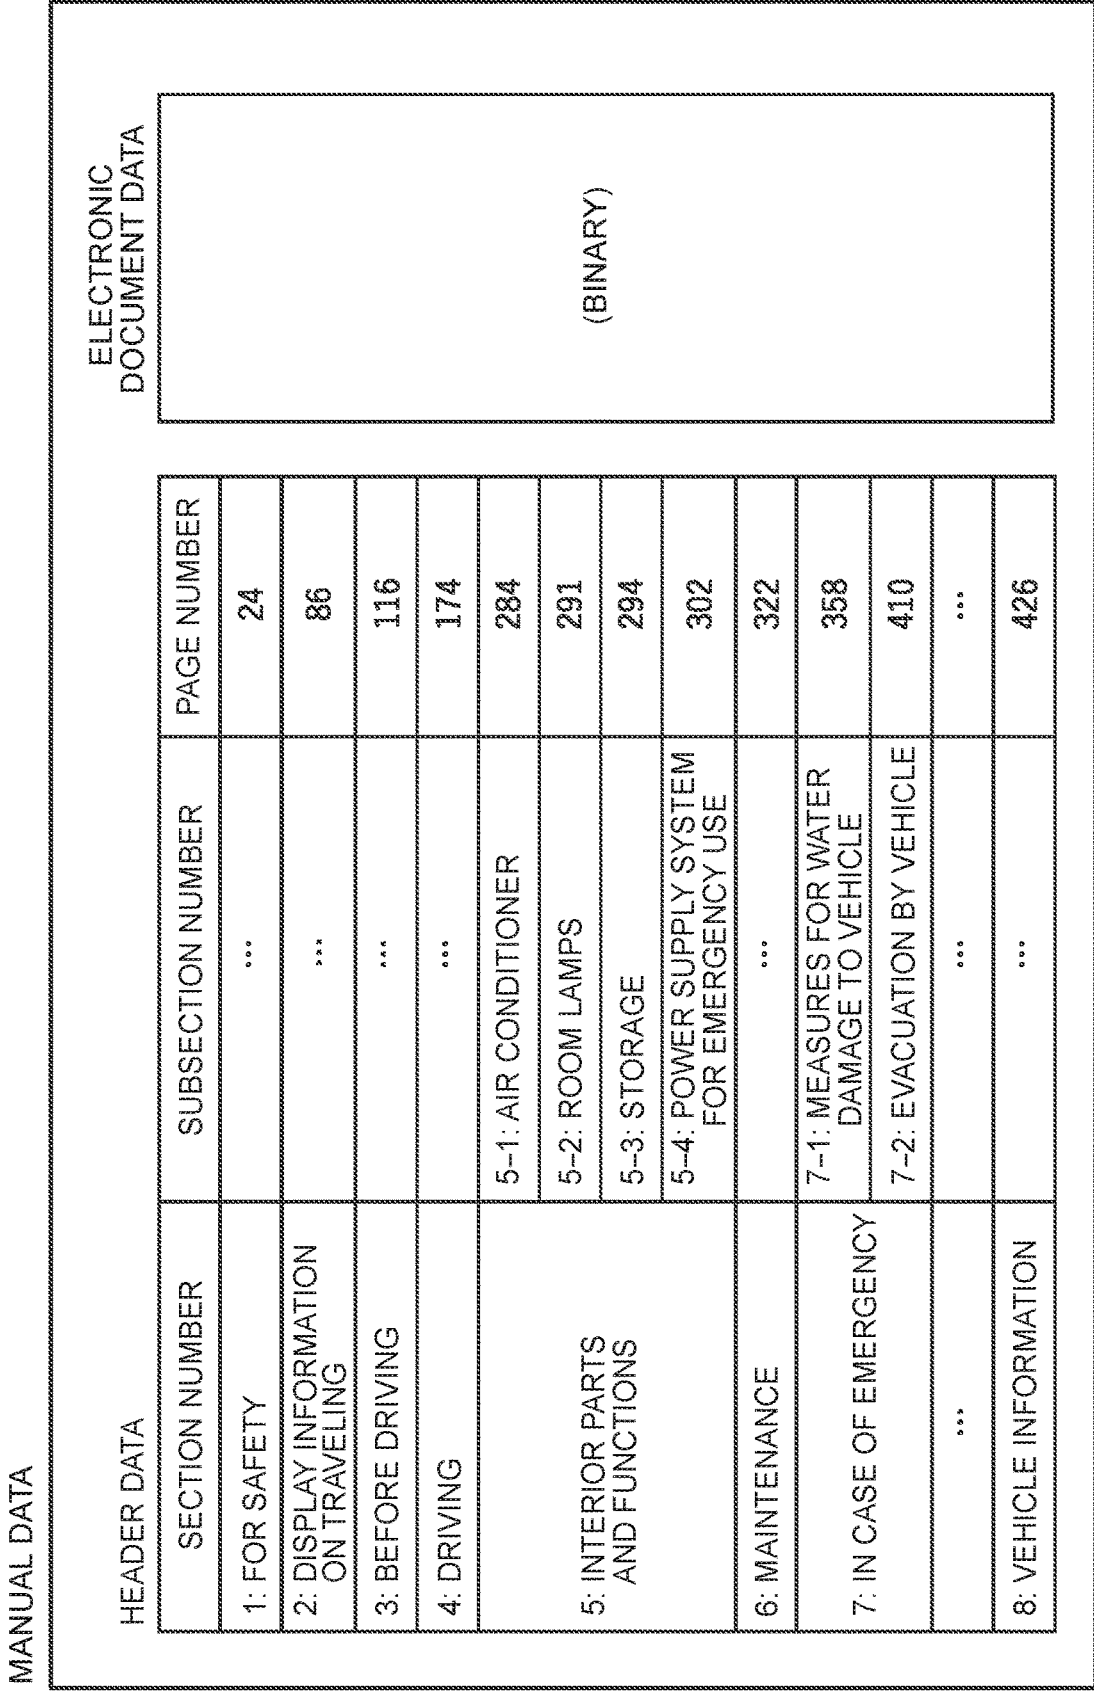 MANUAL DATA
HEADER DATA
SECTION NUMBER
SUBSECTION NUMBER
PAGE NUMBER
1: FOR SAFETY
...
24
2: DISPLAY INFORMATION
ON TRAVELING
...
86
3: BEFORE DRIVING
...
116
4: DRIVING
...
174
5: INTERIOR PARTS
AND FUNCTIONS
5-1: AIR CONDITIONER
284
5-2: ROOM LAMPS
291
5-3: STORAGE
294
5-4: POWER SUPPLY SYSTEM
FOR EMERGENCY USE
302
6: MAINTENANCE
...
322
7: IN CASE OF EMERGENCY
7-1: MEASURES FOR WATER
DAMAGE TO VEHICLE
358
7-2: EVACUATION BY VEHICLE
410
...
...
...
8: VEHICLE INFORMATION
...
426
ELECTRONIC
DOCUMENT DATA
(BINARY)